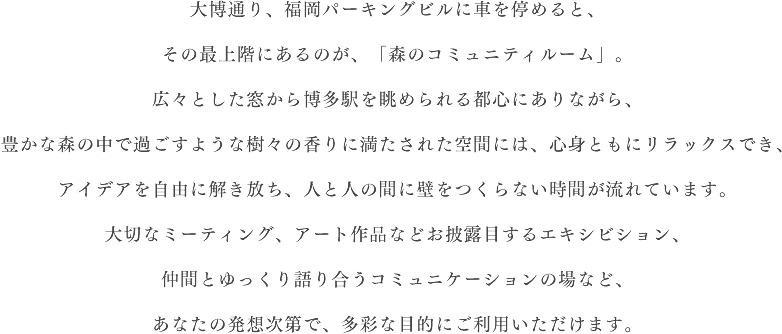 大博通り、福岡パーキングビルに車を停めると、
その最上階にあるのが、「森のコミュニティルーム」。
広々とした窓から博多駅を眺められる都心にありながら、
豊かな森の中で過ごすような樹々の香りに満たされた空間には、心身ともにリラックスでき、
アイデアを自由に解き放ち、人と人の間に壁をつくらない時間が流れています。
大切なミーティング、アート作品などお披露目するエキシビション、
仲間とゆっくり語り合うコミュニケーションの場など、
あなたの発想次第で、多彩な目的にご利用いただけます。